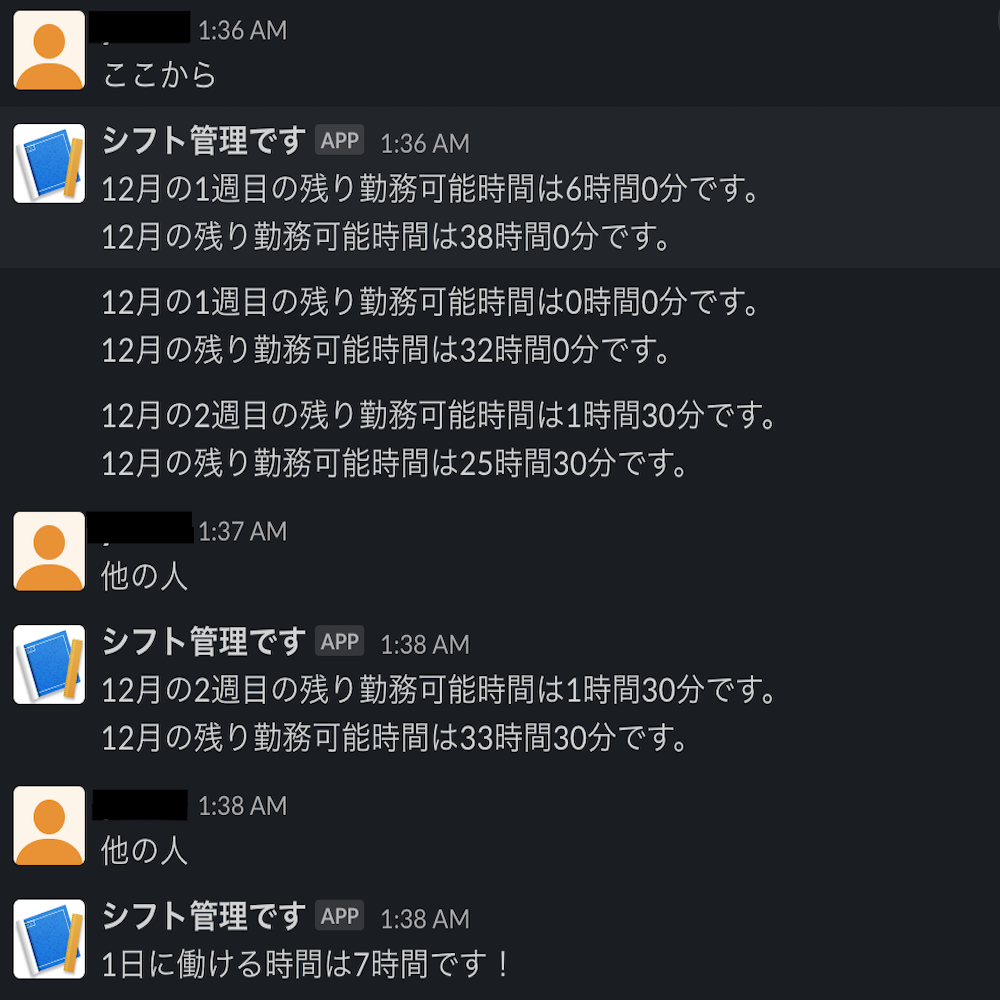 1:36 AM
ここから
シフト管理です APP 1:36 AM
12月の1週目の残り勤務可能時間は6時間0分です。
12月の残り勤務可能時間は38時間0分です。
12月の1週目の残り勤務可能時間は0時間0分です。
12月の残り勤務可能時間は32時間0分です。
12月の2週目の残り勤務可能時間は1時間30分です。
12月の残り勤務可能時間は25時間30分です。
1:37 AM
他の人
シフト管理です APP 1:38 AM
12月の2週目の残り勤務可能時間は1時間30分です。
12月の残り勤務可能時間は33時間30分です。
1:38 AM
他の人
シフト管理です APP 1:38 AM
1日に働ける時間は7時間です！